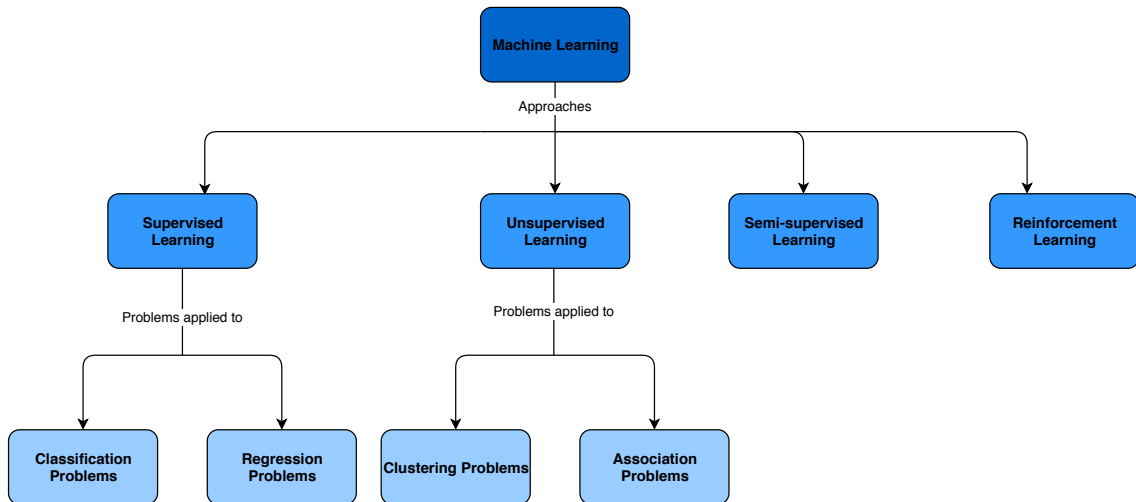 Machine Learning
Approaches
Supervised
Learning
Unsupervised
Learning
Semi-supervised
Learning
Reinforcement
Learning
Problems applied to
Problems applied to
Classification
Problems
Regression
Problems
Clustering Problems
Association
Problems